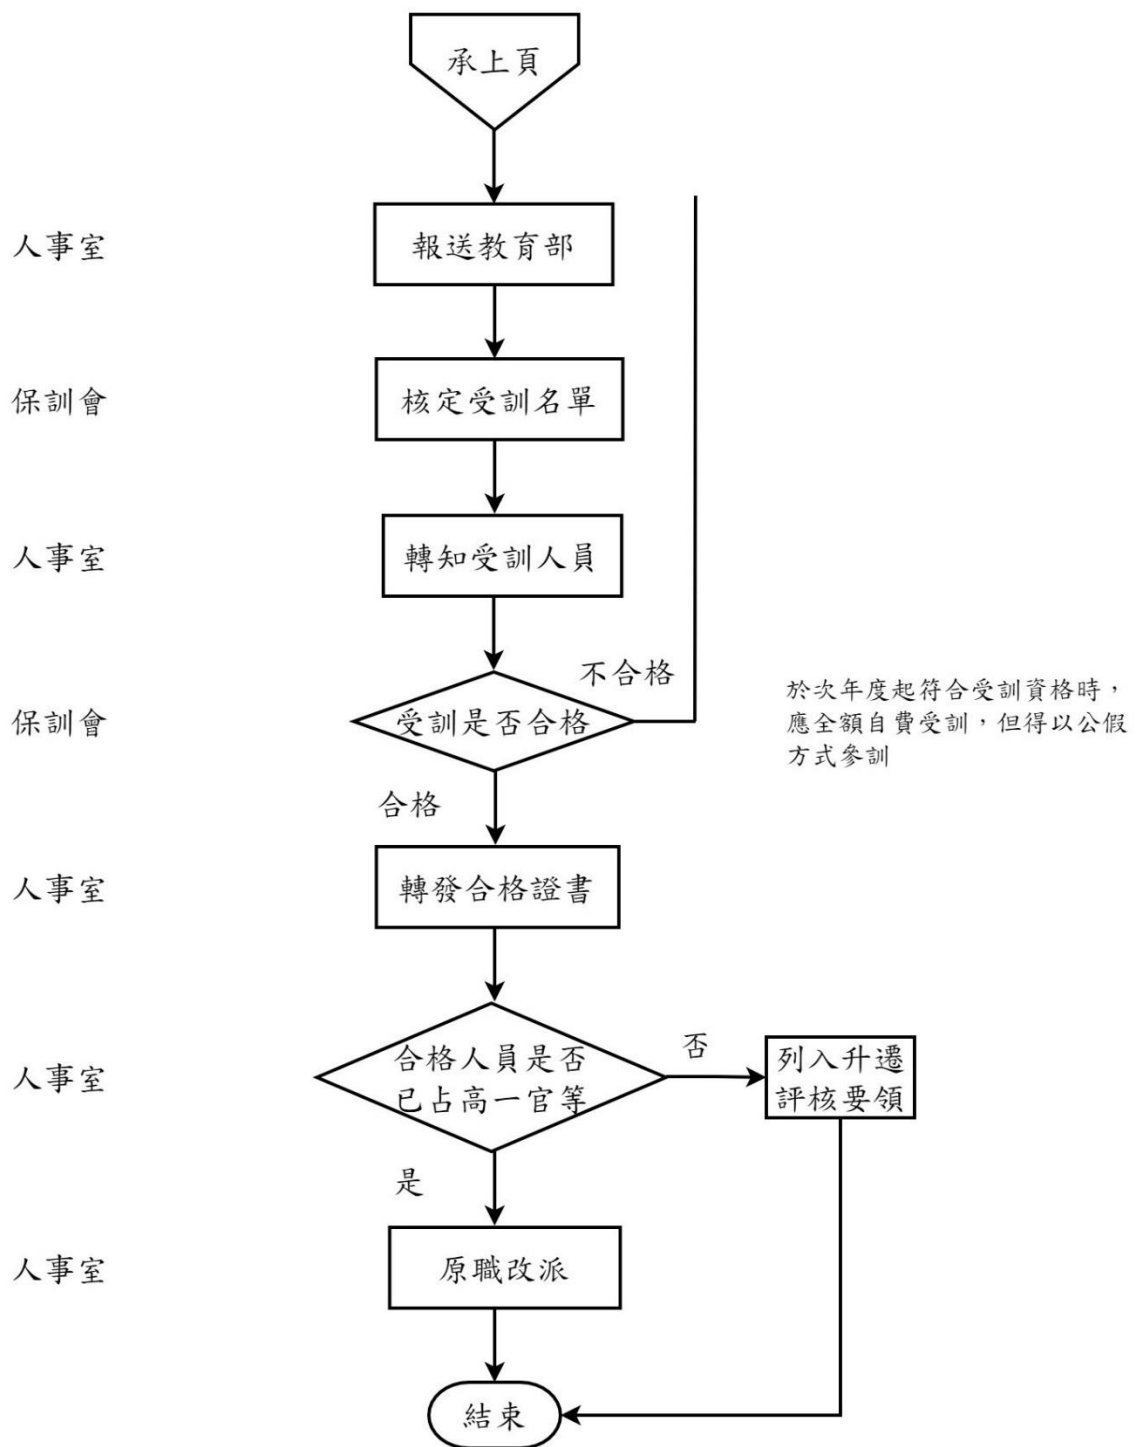 承上頁
人事室
報送教育部
保訓會
核定受訓名單
人事室
轉知受訓人員
不合格
保訓會
受訓是否合格
於次年度起符合受訓資格時，
應全額自費受訓，但得以公假
方式參訓
合格
人事室
轉發合格證書
人事室
合格人員是否
已占高一官等
否
列入升遷
評核要領
是
人事室
原職改派
結束